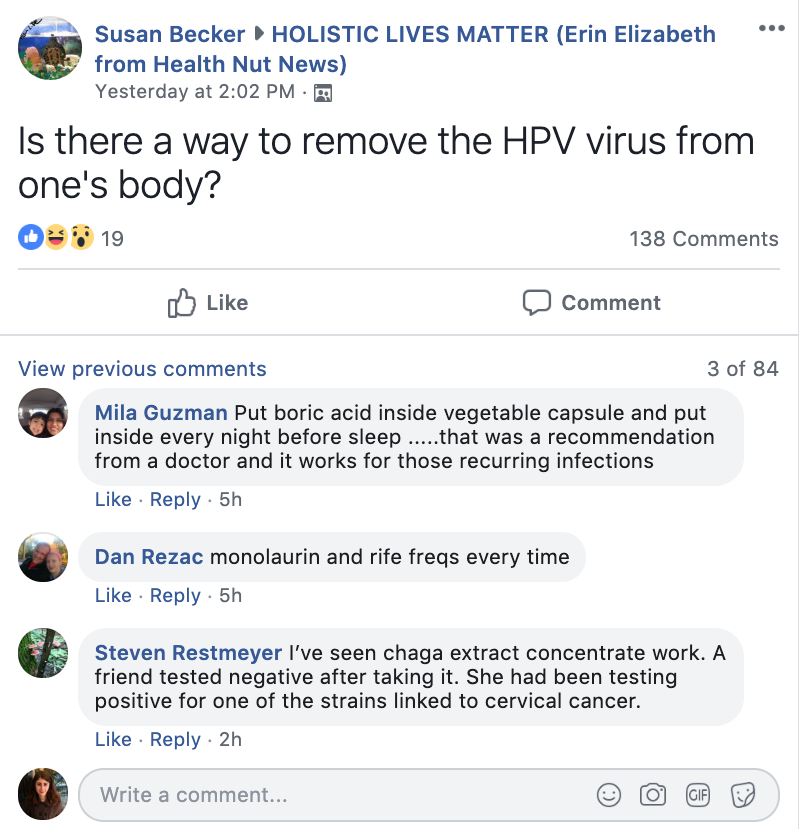 Susan Becker ▸ HOLISTIC LIVES MATTER (Erin Elizabeth
from Health Nut News)
Yesterday at 2:02 PM ·
Is there a way to remove the HPV virus from
one's body?
19
138 Comments
Like
Comment
View previous comments
3 of 84
Mila Guzman Put boric acid inside vegetable capsule and put
inside every night before sleep .....that was a recommendation
from a doctor and it works for those recurring infections
Like · Reply · 5h
Dan Rezac monolaurin and rife freqs every time
Like · Reply · 5h
Steven Restmeyer I’ve seen chaga extract concentrate work. A
friend tested negative after taking it. She had been testing
positive for one of the strains linked to cervical cancer.
Like · Reply · 2h
Write a comment...
GIF